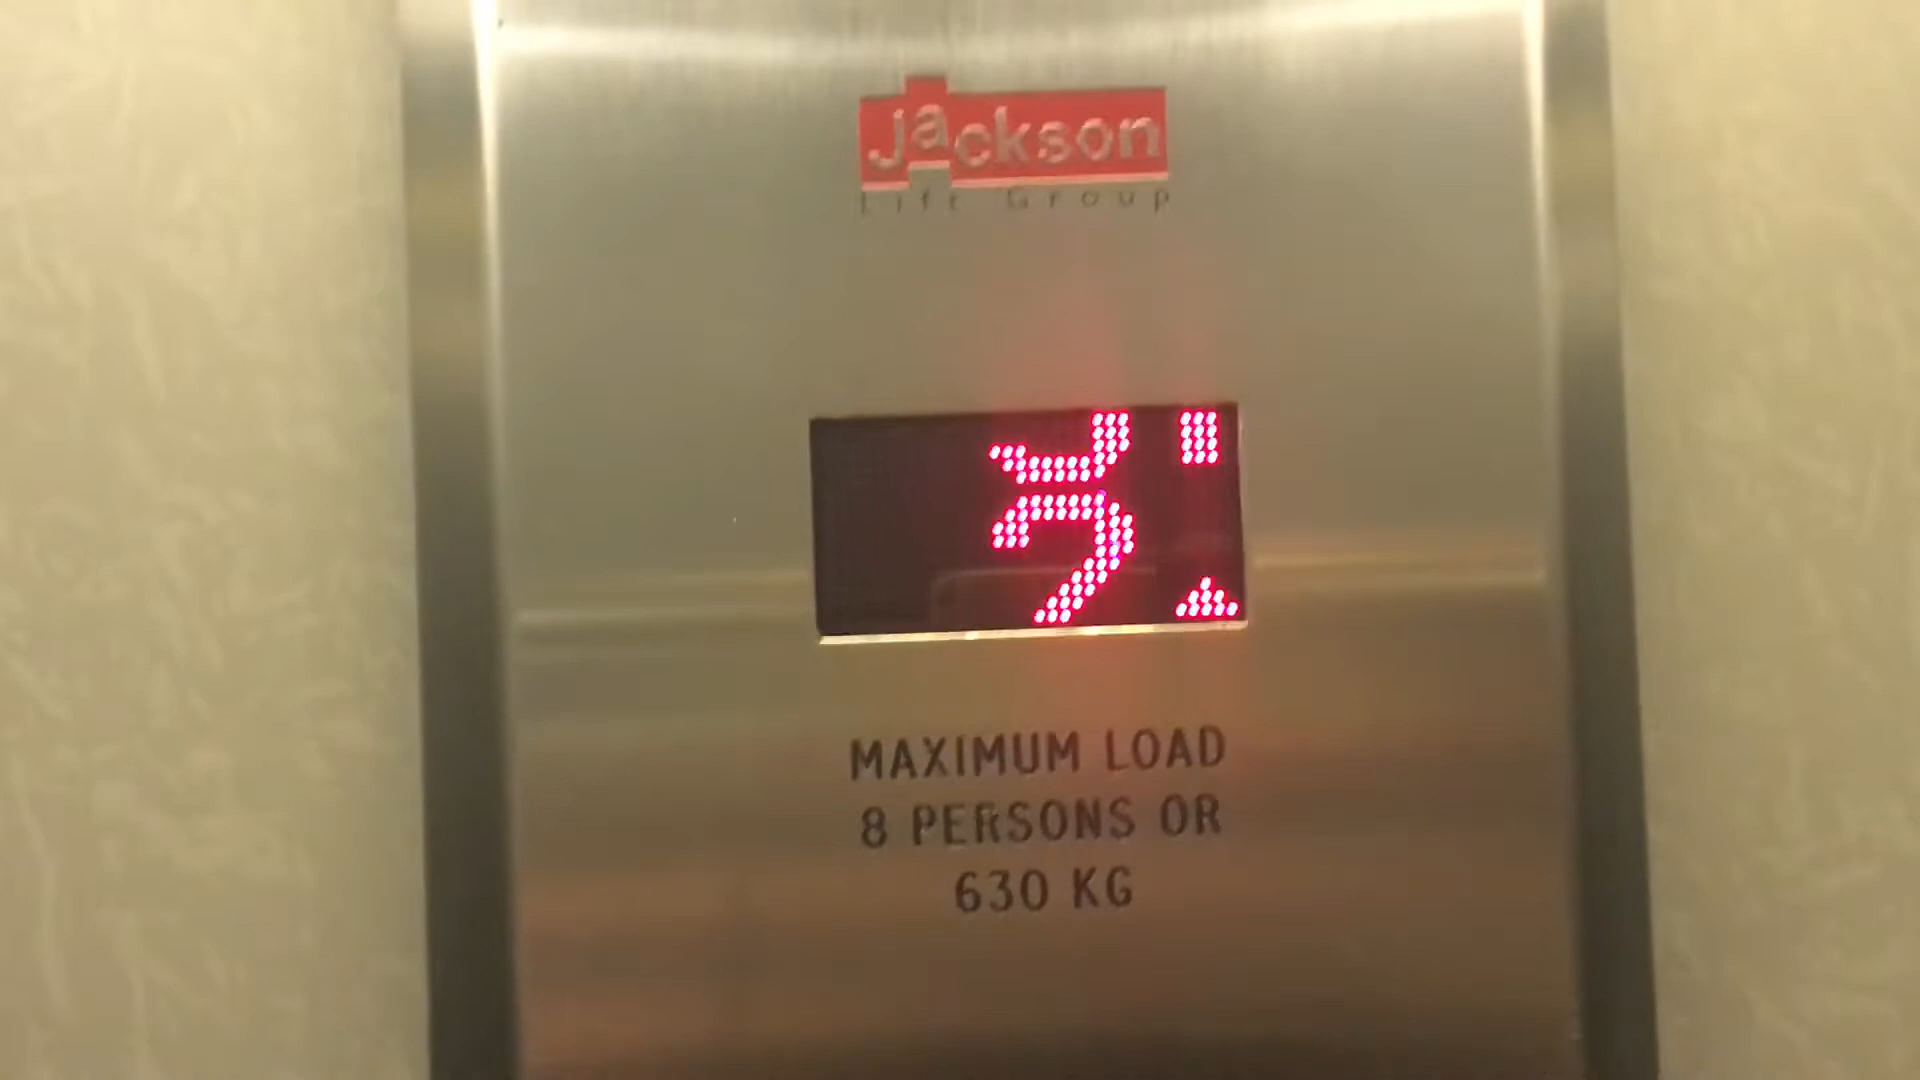 Jackson
Lift Group
MAXIMUM LOAD
8 PERSONS OR
630 KG